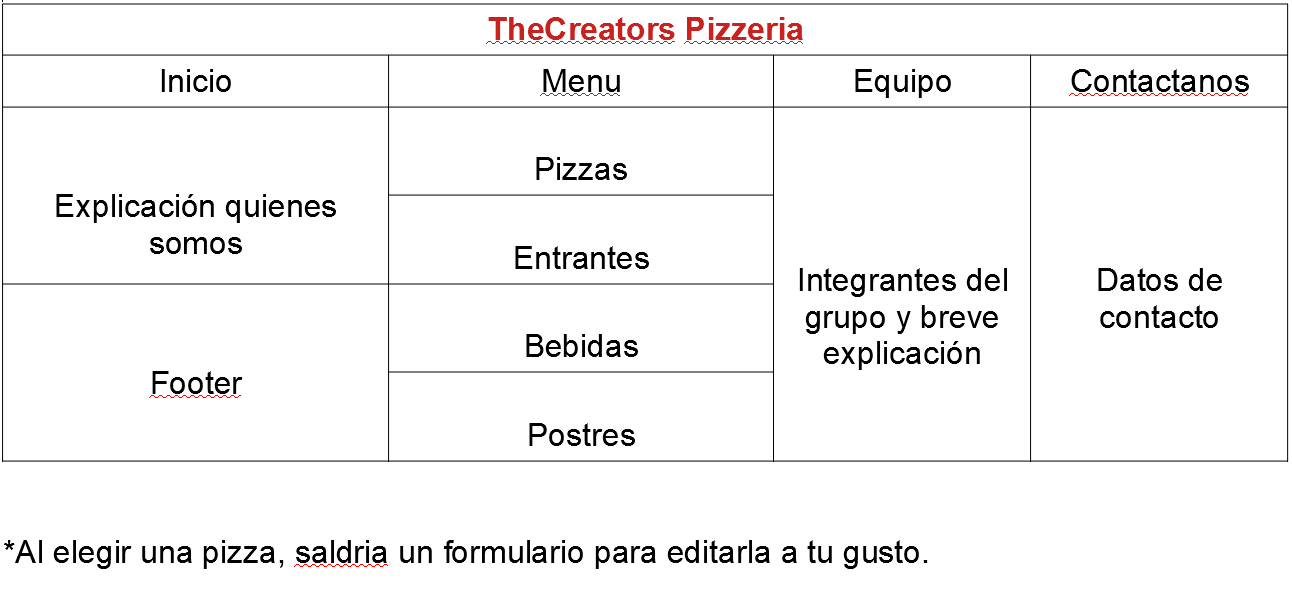 TheCreators Pizzeria
Inicio
Menu
Equipo
Contactanos
Explicación quienes
somos
Footer
Pizzas
Entrantes
Bebidas
Postres
Integrantes del
grupo y breve
explicación
Datos de
contacto
*Al elegir una pizza, saldria un formulario para editarla a tu gusto.